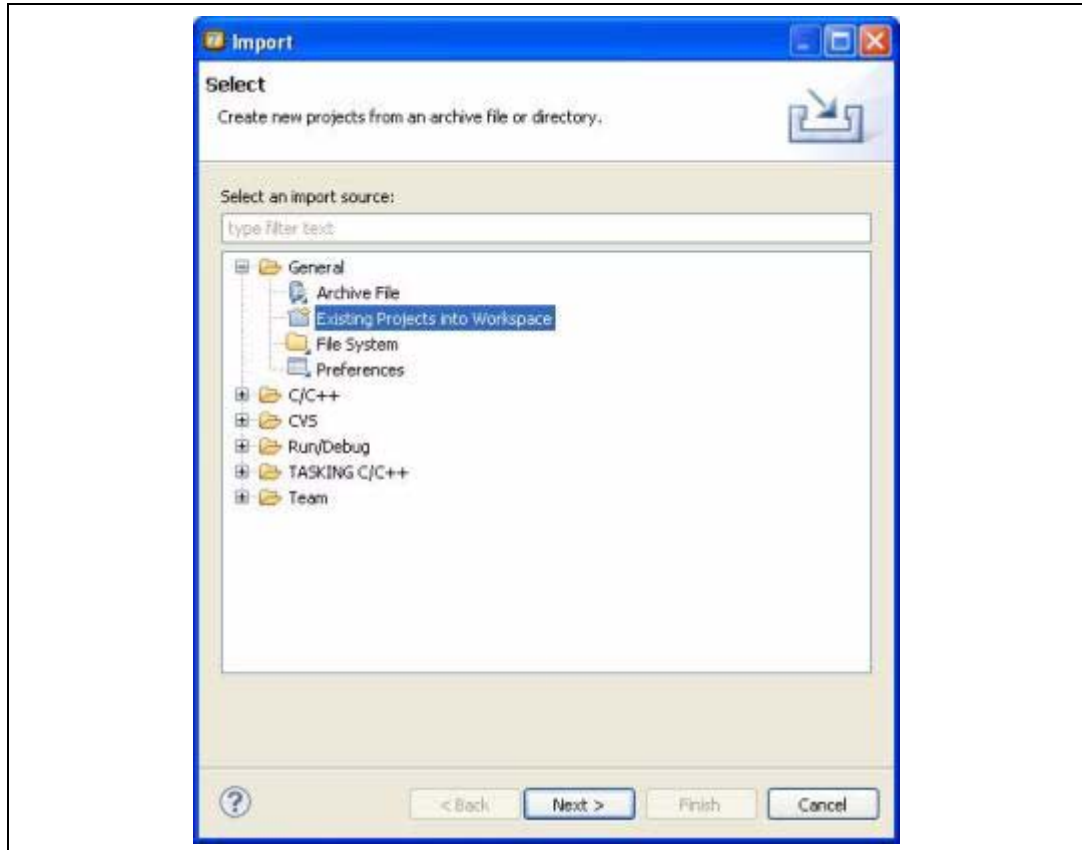 Import
Select
Create new projects from an archive file or directory.
Select an import source:
type filter text
General
Archive File
Existing Projects into Workspace
File System
Preferences
C/C++
CVS
Run/Debug
TASKING C/C++
Team
?
< Back Next > Finish Cancel